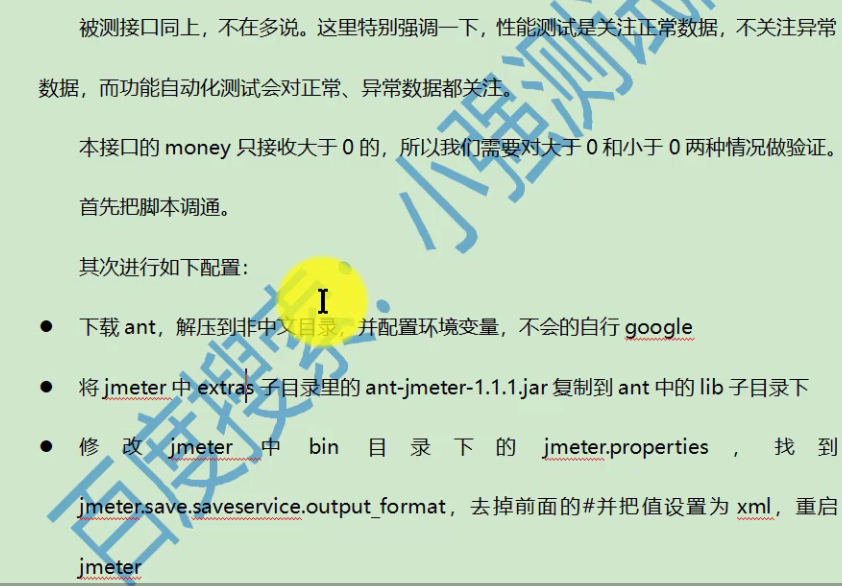 被测接口同上，不在多说。这里特别强调一下，性能测试是关注正常数据，不关注异常
数据，而功能自动化测试会对正常、异常数据都关注。
本接口的 money 只接收大于 0 的，所以我们需要对大于 0 和小于 0 两种情况做验证。
首先把脚本调通。
其次进行如下配置：
● 下载 ant，解压到非中文目录，并配置环境变量，不会的自行 google
● 将 jmeter 中 extras 子目录里的 ant-jmeter-1.1.1.jar 复制到 ant 中的 lib 子目录下
● 修改 jmeter 中 bin 目录下的 jmeter.properties ，找到
jmeter.save.saveservice.output_format，去掉前面的#并把值设置为 xml，重启
jmeter
百度搜索：小强测试